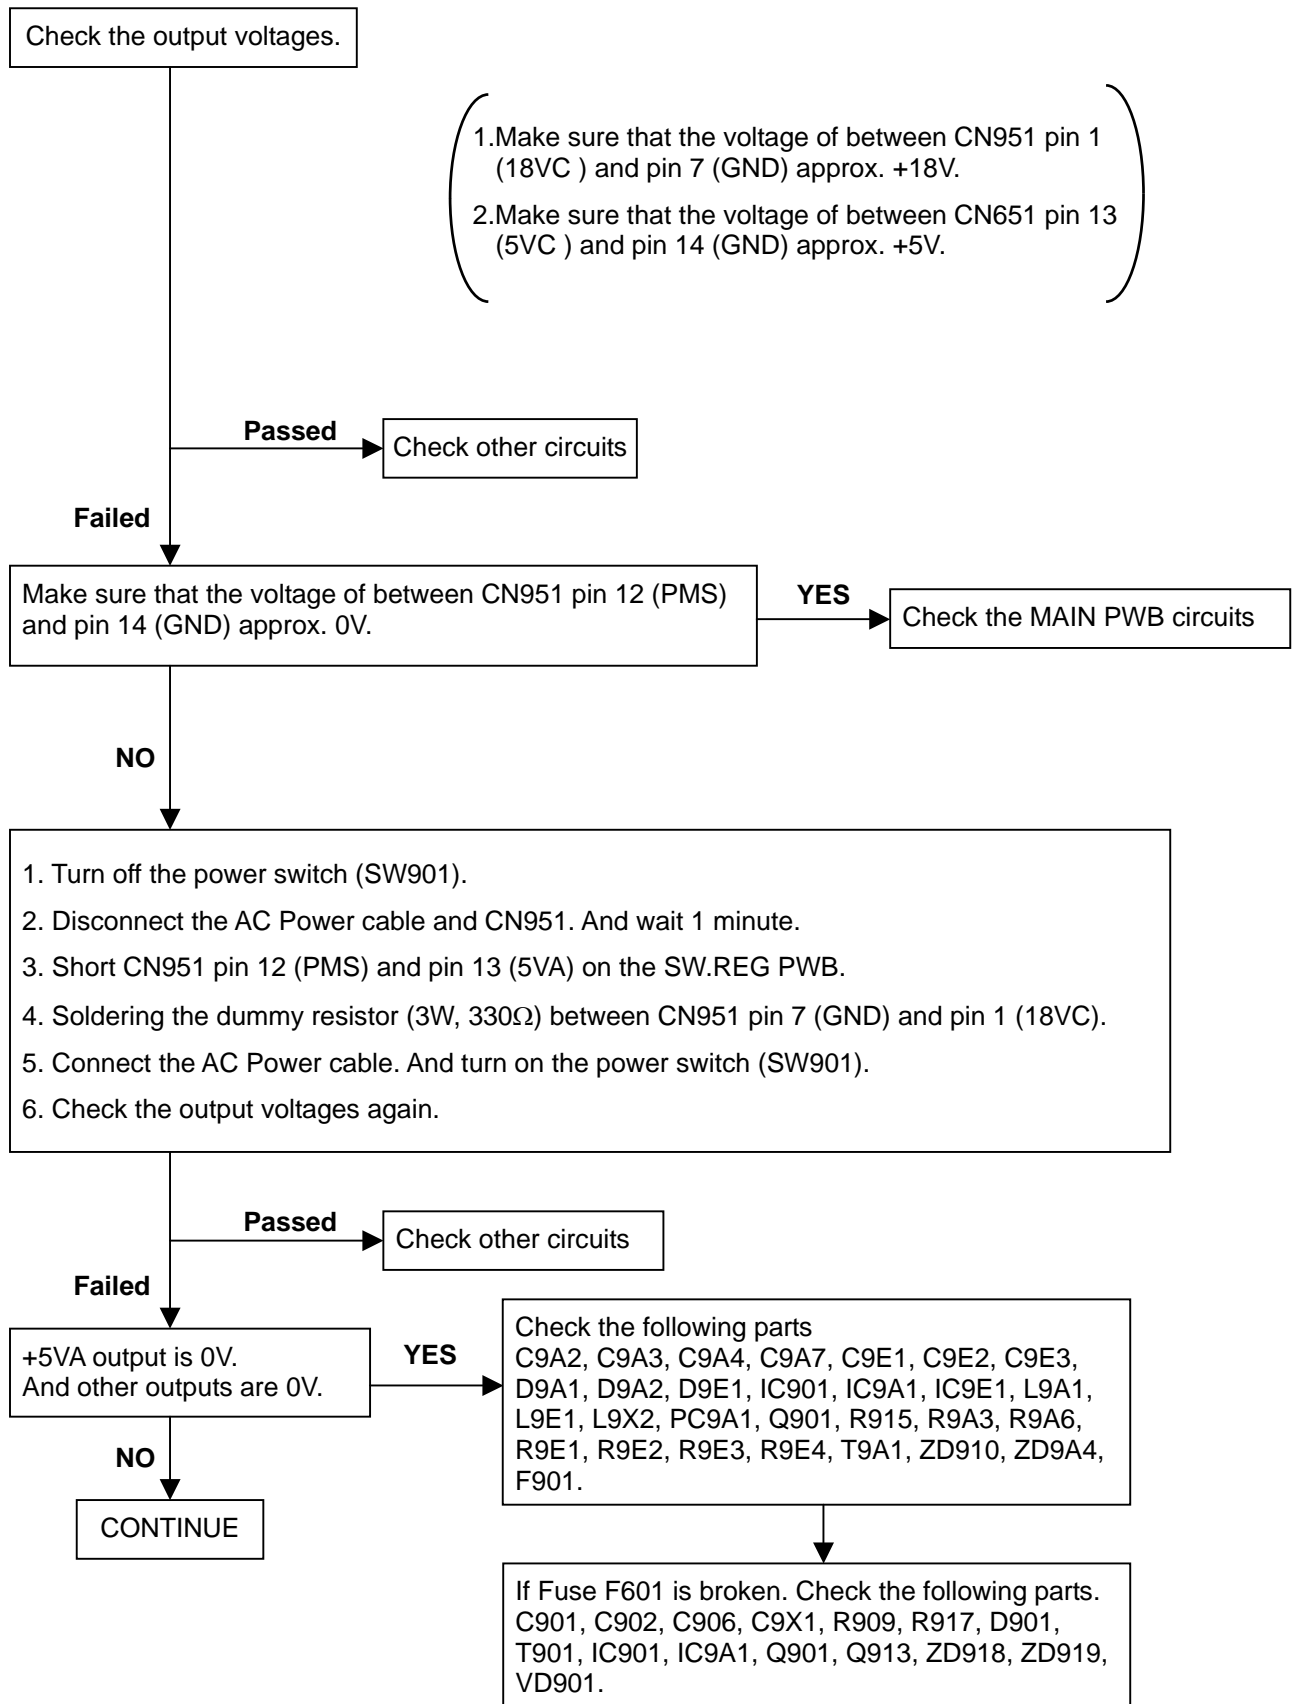 Check the output voltages.
1.Make sure that the voltage of between CN951 pin 1
(18VC ) and pin 7 (GND) approx. +18V.
2.Make sure that the voltage of between CN651 pin 13
(5VC ) and pin 14 (GND) approx. +5V.
Passed
Check other circuits
Failed
Make sure that the voltage of between CN951 pin 12 (PMS)
and pin 14 (GND) approx. 0V.
YES
Check the MAIN PWB circuits
NO
1. Turn off the power switch (SW901).
2. Disconnect the AC Power cable and CN951. And wait 1 minute.
3. Short CN951 pin 12 (PMS) and pin 13 (5VA) on the SW.REG PWB.
4. Soldering the dummy resistor (3W, 330Ω) between CN951 pin 7 (GND) and pin 1 (18VC).
5. Connect the AC Power cable. And turn on the power switch (SW901).
6. Check the output voltages again.
Passed
Check other circuits
Failed
+5VA output is 0V.
And other outputs are 0V.
YES
Check the following parts
C9A2, C9A3, C9A4, C9A7, C9E1, C9E2, C9E3,
D9A1, D9A2, D9E1, IC901, IC9A1, IC9E1, L9A1,
L9E1, L9X2, PC9A1, Q901, R915, R9A3, R9A6,
R9E1, R9E2, R9E3, R9E4, T9A1, ZD910, ZD9A4,
F901.
NO
CONTINUE
If Fuse F601 is broken. Check the following parts.
C901, C902, C906, C9X1, R909, R917, D901,
T901, IC901, IC9A1, Q901, Q913, ZD918, ZD919,
VD901.